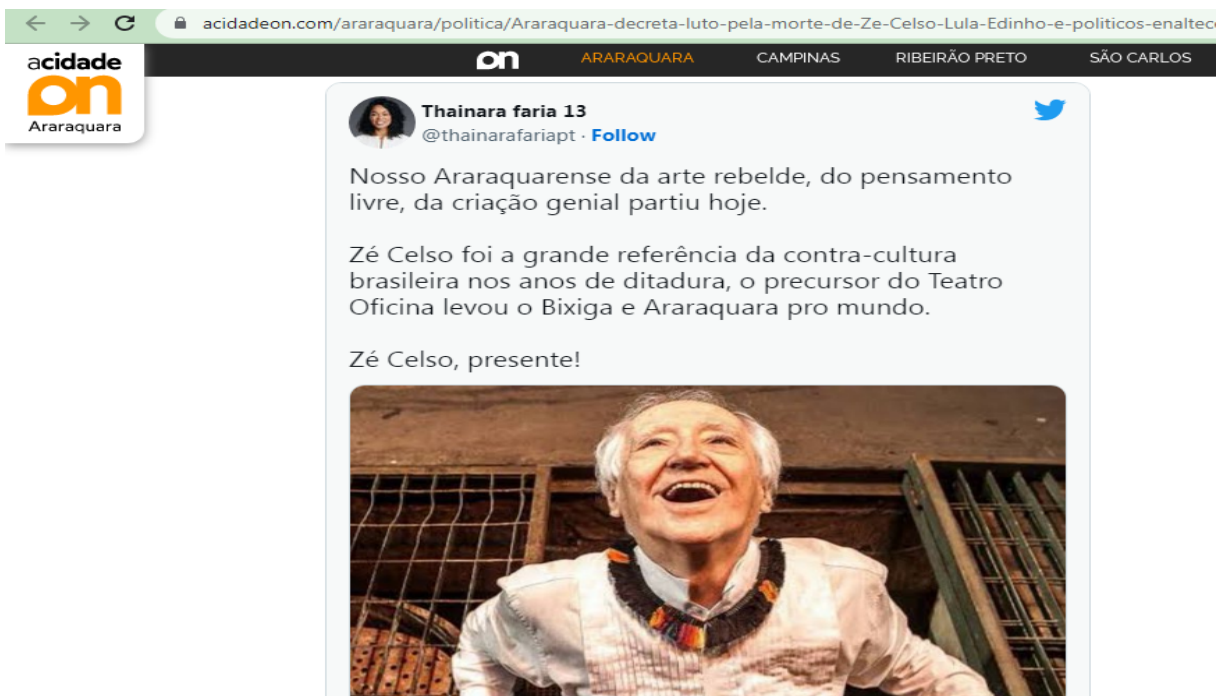 acidadeon.com/araraquara/politica/Araraquara-decreta-luto-pela-morte-de-Ze-Celso-Lula-Edinho-e-politicos-enaltec
acidade
on
Araraquara
on ARARAQUARA CAMPINAS RIBEIRÃO PRETO SÃO CARLOS
Thainara faria 13
@thainarafariapt · Follow
Nosso Araraquarense da arte rebelde, do pensamento
livre, da criação genial partiu hoje.
Zé Celso foi a grande referência da contra-cultura
brasileira nos anos de ditadura, o precursor do Teatro
Oficina levou o Bixiga e Araraquara pro mundo.
Zé Celso, presente!